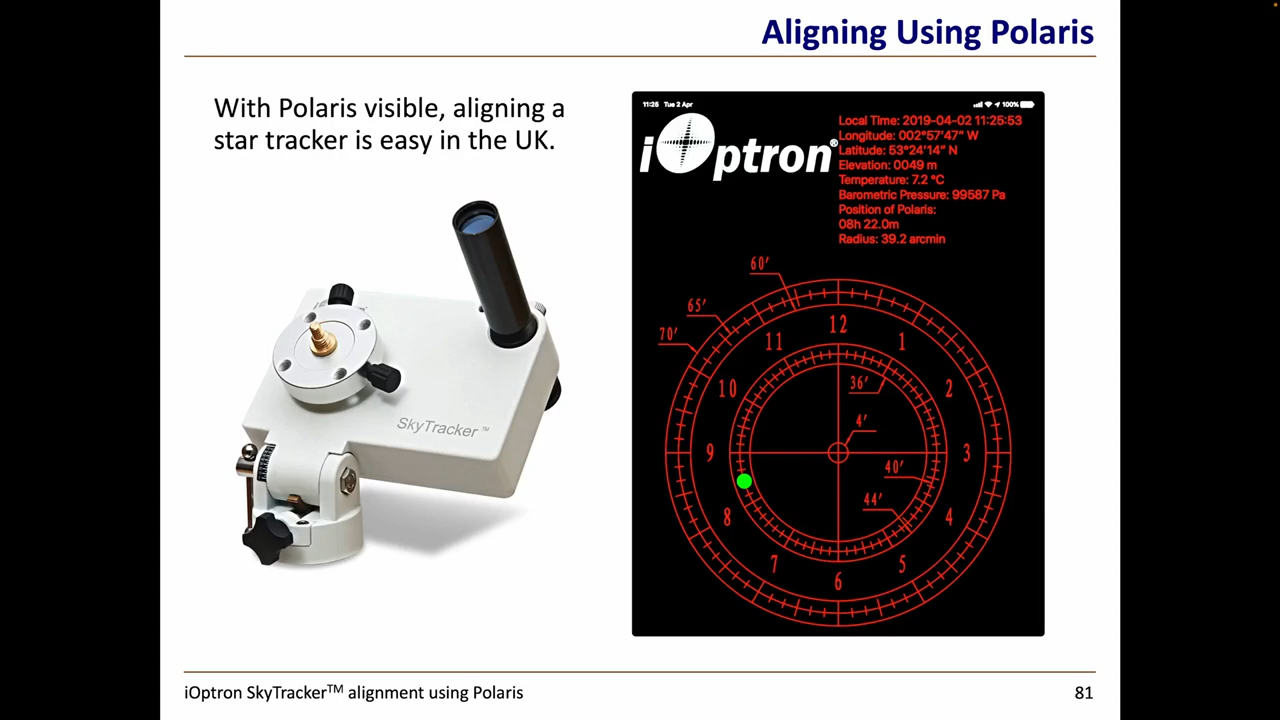 Aligning Using Polaris
With Polaris visible, aligning a
star tracker is easy in the UK.
SkyTracker™
11:25 Tue 2 Apr
100%
iOptron®
Local Time: 2019-04-02 11:25:53
Longitude: 002°57'47" W
Latitude: 53°24'14" N
Elevation: 0049 m
Temperature: 7.2 °C
Barometric Pressure: 99587 Pa
Position of Polaris:
08h 22.0m
Radius: 39.2 arcmin
60'
65'
70'
12
11
1
10
2
36'
4'
9
3
40'
44'
8
4
7
5
6
iOptron SkyTracker™ alignment using Polaris
81